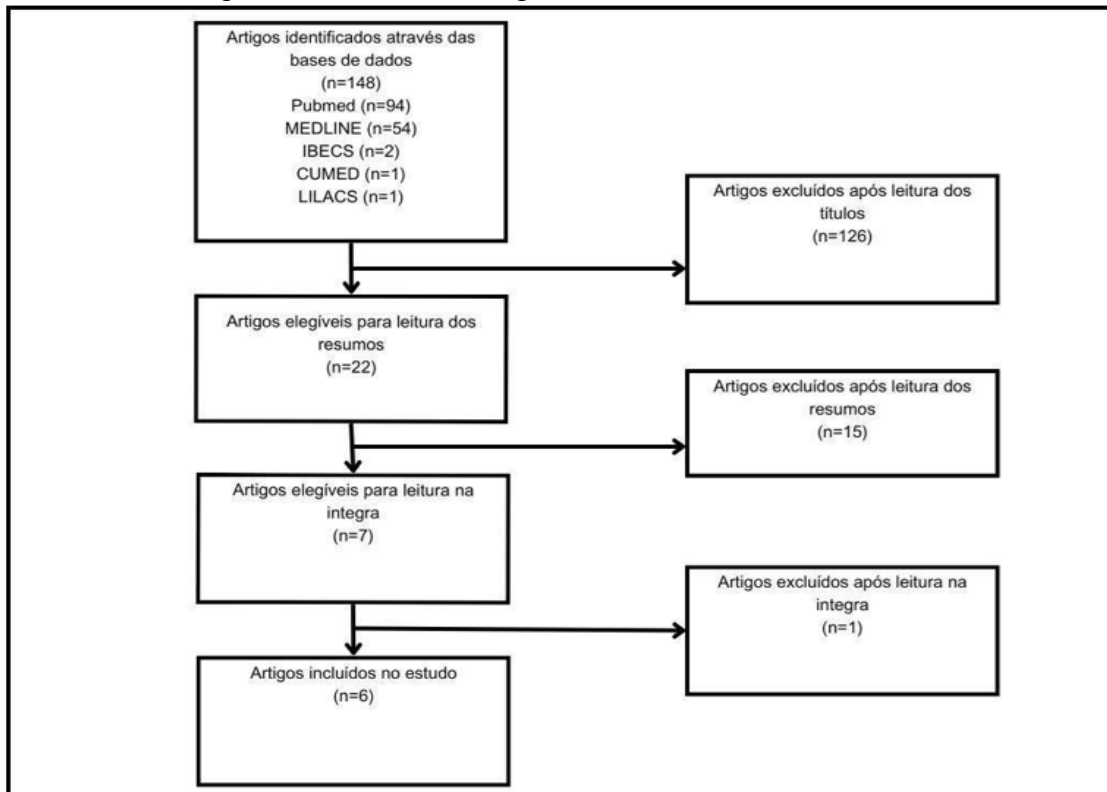 Artigos identificados através das
bases de dados
(n=148)
Pubmed (n=94)
MEDLINE (n=54)
IBECS (n=2)
CUMED (n=1)
LILACS (n=1)
Artigos excluídos após leitura dos
títulos
(n=126)
Artigos elegíveis para leitura dos
resumos
(n=22)
Artigos excluídos após leitura dos
resumos
(n=15)
Artigos elegíveis para leitura na
integra
(n=7)
Artigos excluídos após leitura na
integra
(n=1)
Artigos incluídos no estudo
(n=6)